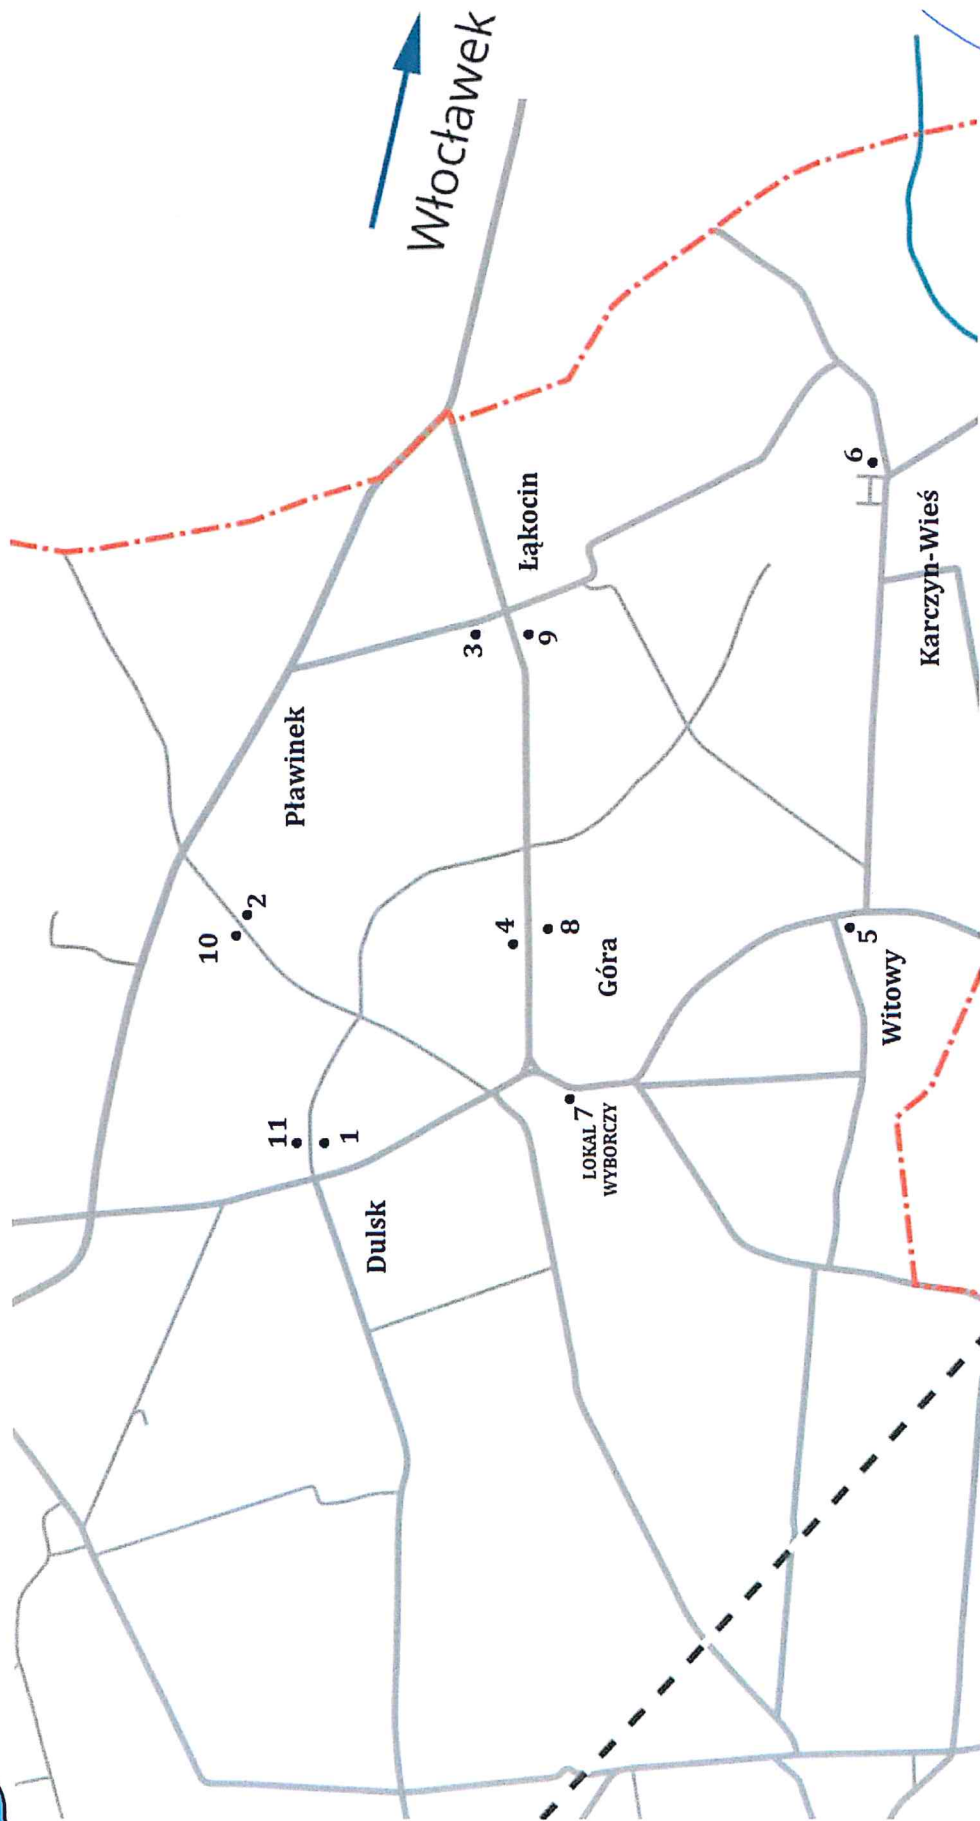 Włocławek
Pławinek
Łąkocin
3
9
10
2
4
8
Góra
11
1
Dulsk
7
LOKAL
WYBORCZY
6
Karczyn-Wieś
5
Witowy